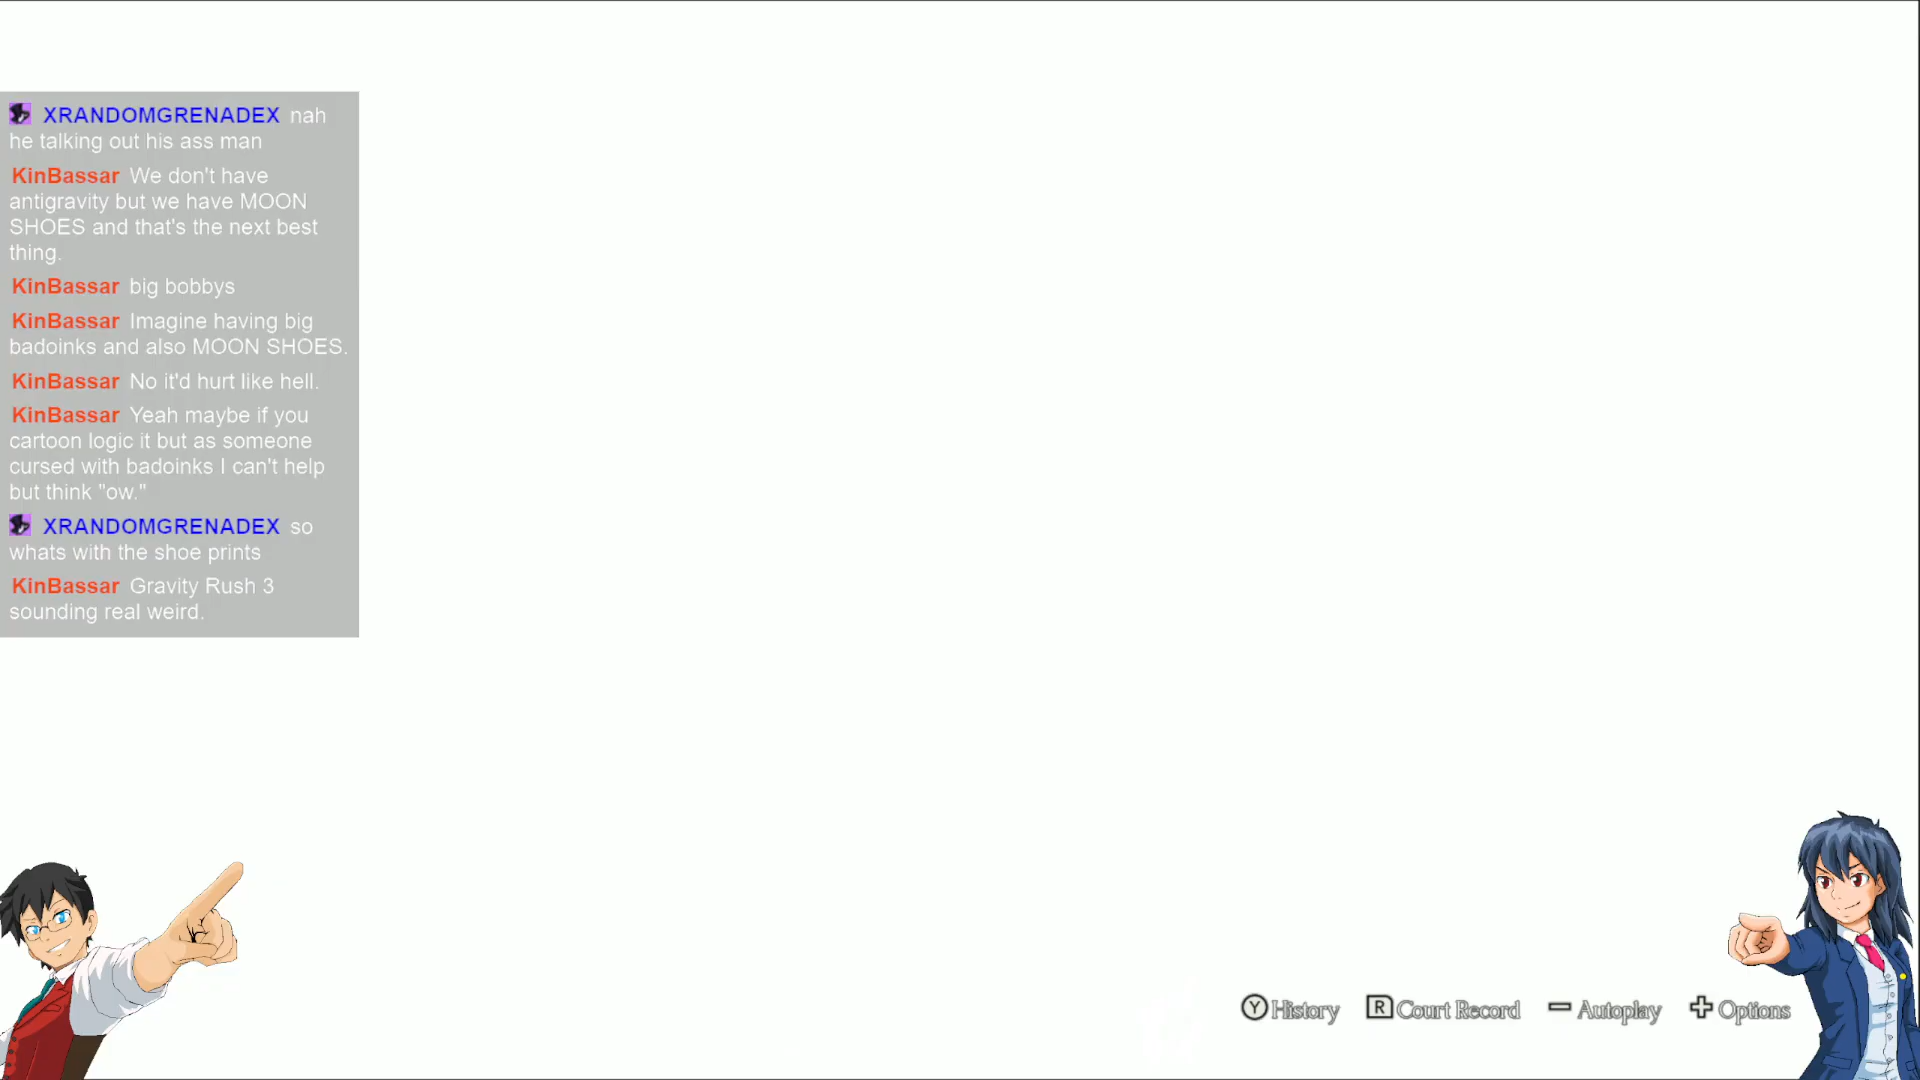 XRANDOMGRENADEX nah
he talking out his ass man
KinBassar We don't have
antigravity but we have MOON
SHOES and that's the next best
thing.
KinBassar big bobbys
KinBassar Imagine having big
badoinks and also MOON SHOES.
KinBassar No it'd hurt like hell.
KinBassar Yeah maybe if you
cartoon logic it but as someone
cursed with badoinks I can't help
but think "ow."
XRANDOMGRENADEX so
whats with the shoe prints
KinBassar Gravity Rush 3
sounding real weird.
Y History R Court Record Autoplay Options